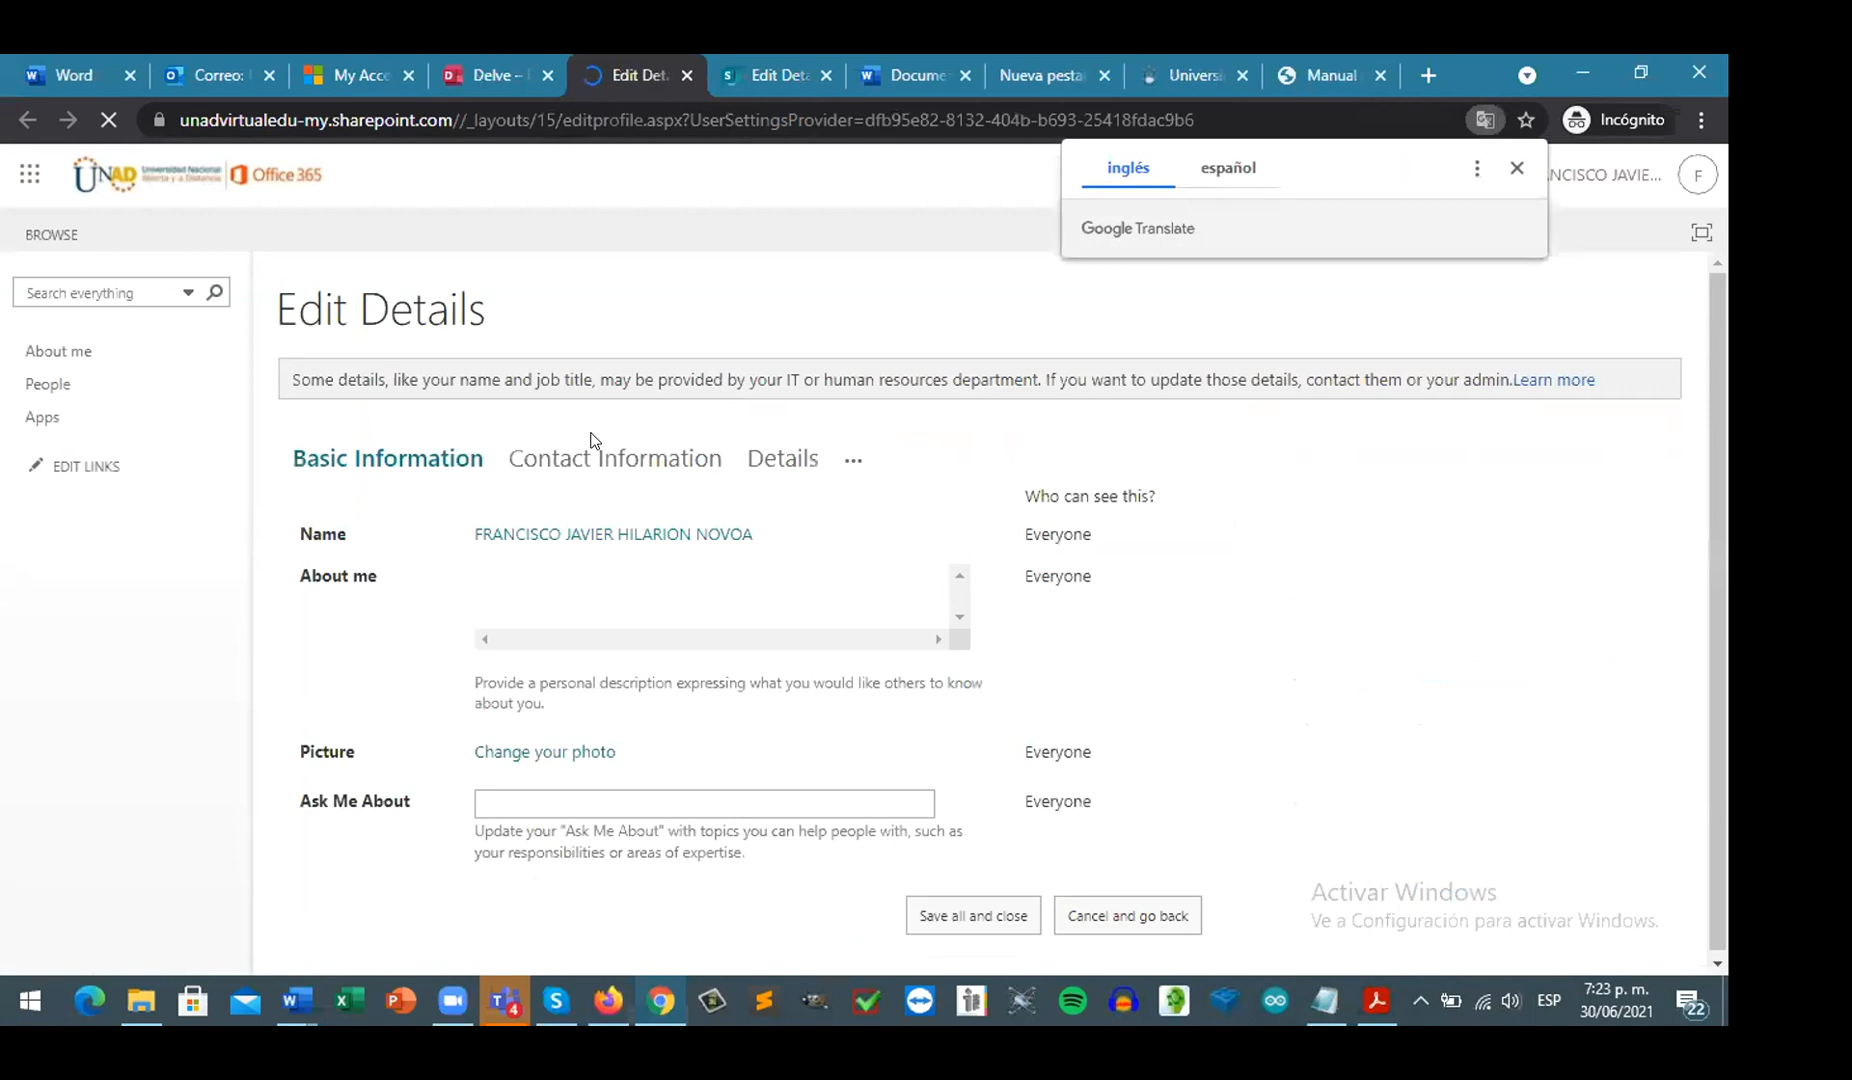 Word
Correo:
My Acc
Delve –
Edit Det.
Edit Deta
Docume
Nueva pesta
Universi
Manual
unadvirtualedu-my.sharepoint.com//_layouts/15/editprofile.aspx?UserSettingsProvider=dfb95e82-8132-404b-b693-25418fdac9b6
Incógnito
UNAD Universidad Nacional
Abierta y a Distancia
Office 365
inglés
español
NCISCO JAVIE...
F
Google Translate
BROWSE
Search everything
About me
People
Apps
EDIT LINKS
Edit Details
Some details, like your name and job title, may be provided by your IT or human resources department. If you want to update those details, contact them or your admin.Learn more
Basic Information
Contact Information
Details
...
Who can see this?
Name
FRANCISCO JAVIER HILARION NOVOA
Everyone
About me
Everyone
Provide a personal description expressing what you would like others to know
about you.
Picture
Change your photo
Everyone
Ask Me About
Everyone
Update your "Ask Me About" with topics you can help people with, such as
your responsibilities or areas of expertise.
Save all and close
Cancel and go back
Activar Windows
Ve a Configuración para activar Windows.
4
ESP
7:23 p. m.
30/06/2021
22